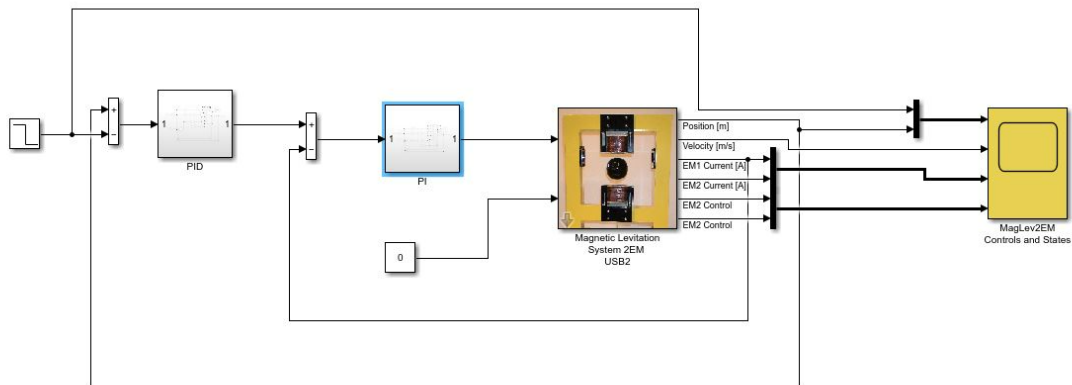 +
−
1
1
PID
+
−
1
1
PI
0
Position [m]
Velocity [m/s]
EM1 Current [A]
EM2 Current [A]
EM2 Control
EM2 Control
Magnetic Levitation
System 2EM
USB2
MagLev2EM
Controls and States